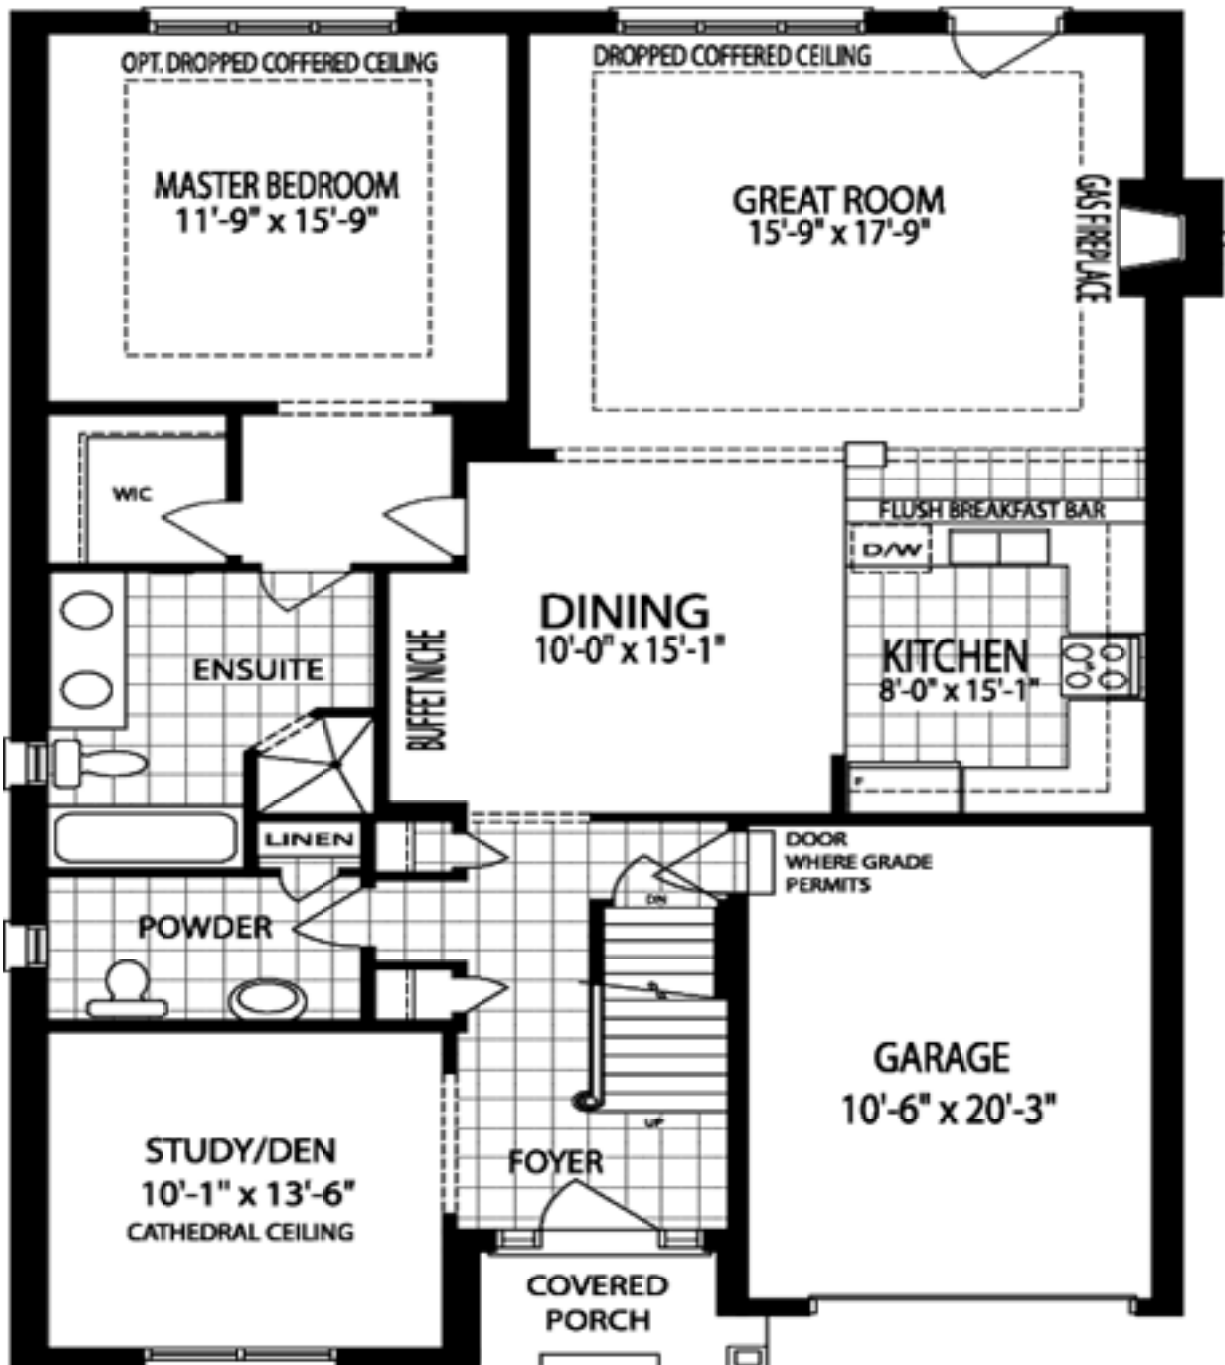 OPT. DROPPED COFFERED CEILING
DROPPED COFFERED CEILING
MASTER BEDROOM
11'-9" x 15'-9"
GREAT ROOM
15'-9" x 17'-9"
GAS FIREPLACE
WIC
FLUSH BREAKFAST BAR
D/W
DINING
10'-0" x 15'-1"
KITCHEN
8'-0" x 15'-1"
ENSUITE
BUFFET NICHE
F
LINEN
DOOR
WHERE GRADE
PERMITS
DN
POWDER
GARAGE
10'-6" x 20'-3"
UP
STUDY/DEN
10'-1" x 13'-6"
CATHEDRAL CEILING
FOYER
COVERED
PORCH